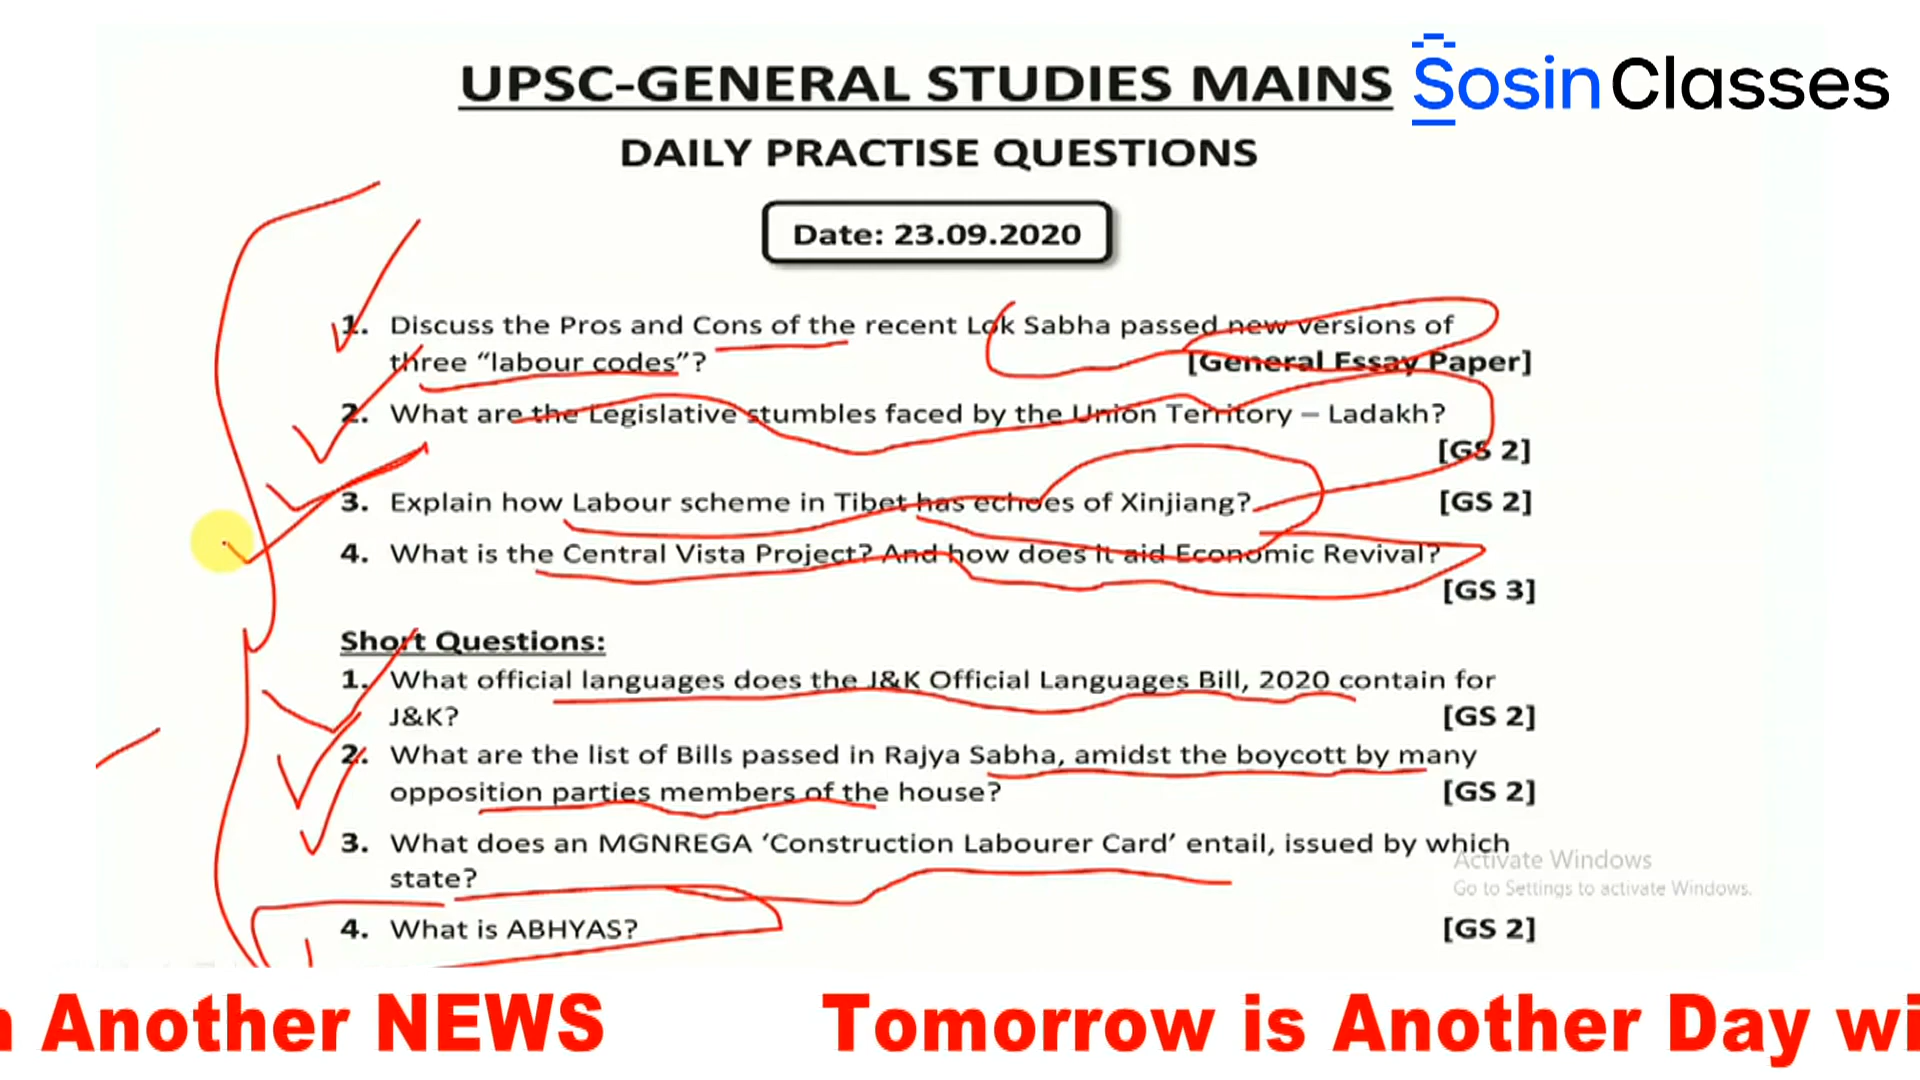 UPSC-GENERAL STUDIES MAINS
Sosin Classes
DAILY PRACTISE QUESTIONS
Date: 23.09.2020
1. Discuss the Pros and Cons of the recent Lok Sabha passed new versions of
three “labour codes”? [General Essay Paper]
2. What are the Legislative stumbles faced by the Union Territory – Ladakh?
[GS 2]
3. Explain how Labour scheme in Tibet has echoes of Xinjiang? [GS 2]
4. What is the Central Vista Project? And how does it aid Economic Revival?
[GS 3]
Short Questions:
1. What official languages does the J&K Official Languages Bill, 2020 contain for
J&K? [GS 2]
2. What are the list of Bills passed in Rajya Sabha, amidst the boycott by many
opposition parties members of the house? [GS 2]
3. What does an MGNREGA ‘Construction Labourer Card’ entail, issued by which
state?
Activate Windows
Go to Settings to activate Windows.
4. What is ABHYAS? [GS 2]
n Another NEWS Tomorrow is Another Day wi